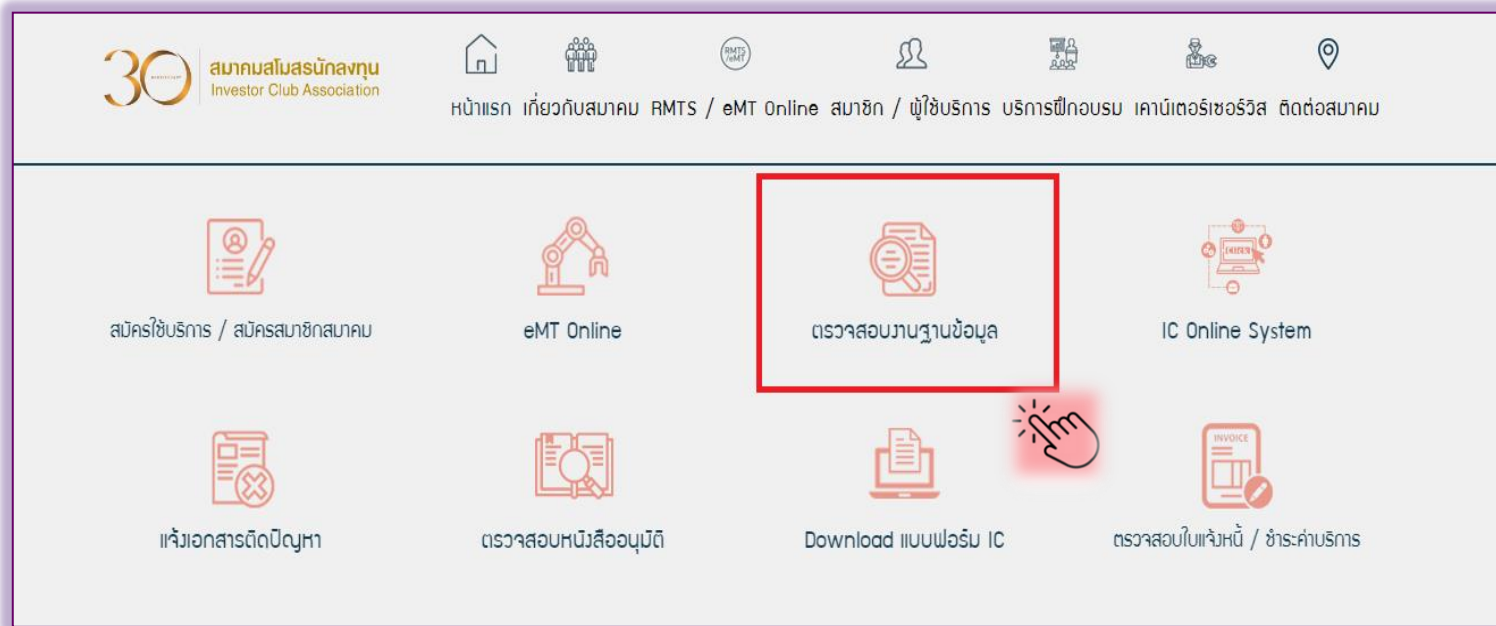 30 สมาคมสโมสรนักลงทุน
Investor Club Association
RMTS
/eMT
หน้าแรก เกี่ยวกับสมาคม RMTS / eMT Online สมาชิก / ผู้ใช้บริการ บริการฝึกอบรม เคาน์เตอร์เซอร์วิส ติดต่อสมาคม
CLICK
สมัครใช้บริการ / สมัครสมาชิกสมาคม eMT Online ตรวจสอบงานฐานข้อมูล IC Online System
INVOICE
แจ้งเอกสารติดปัญหา ตรวจสอบหนังสืออนุมัติ Download แบบฟอร์ม IC ตรวจสอบใบแจ้งหนี้ / ชำระค่าบริการ